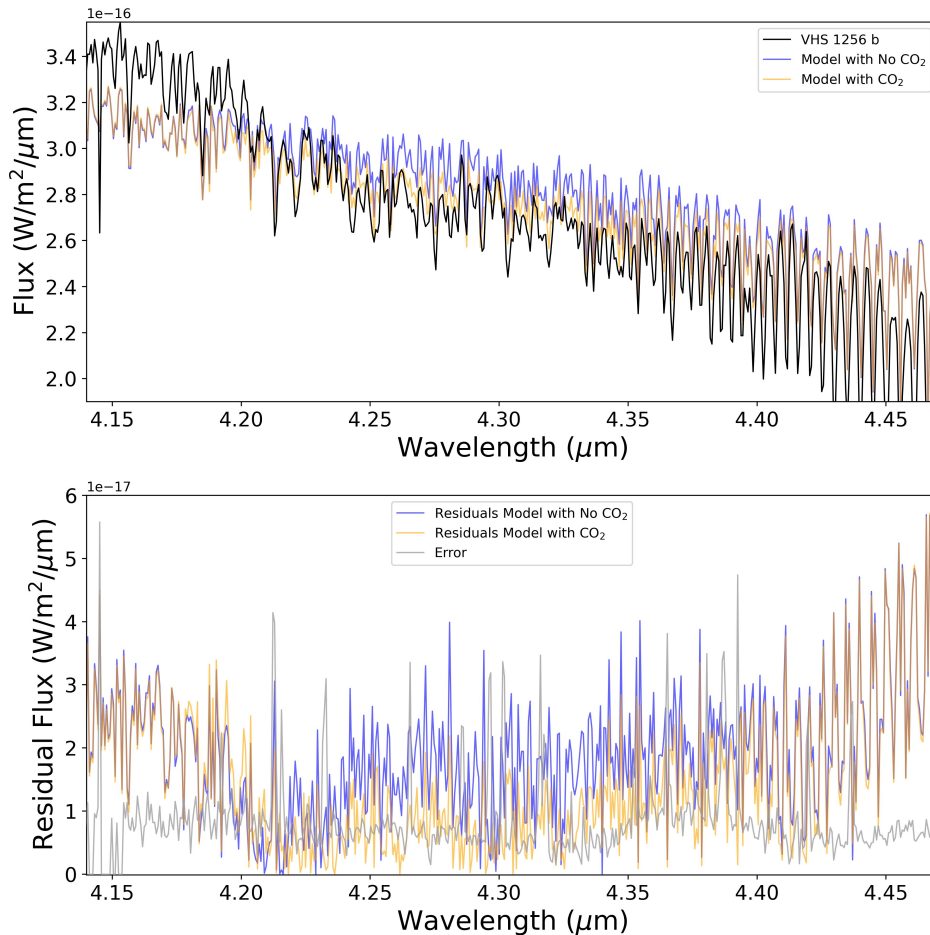 1e−16
Flux (W/m²/μm)
3.4
3.2
3.0
2.8
2.6
2.4
2.2
2.0
VHS 1256 b
Model with No CO₂
Model with CO₂
4.15 4.20 4.25 4.30 4.35 4.40 4.45
Wavelength (μm)
1e−17
Residual Flux (W/m²/μm)
6
5
4
3
2
1
0
Residuals Model with No CO₂
Residuals Model with CO₂
Error
4.15 4.20 4.25 4.30 4.35 4.40 4.45
Wavelength (μm)